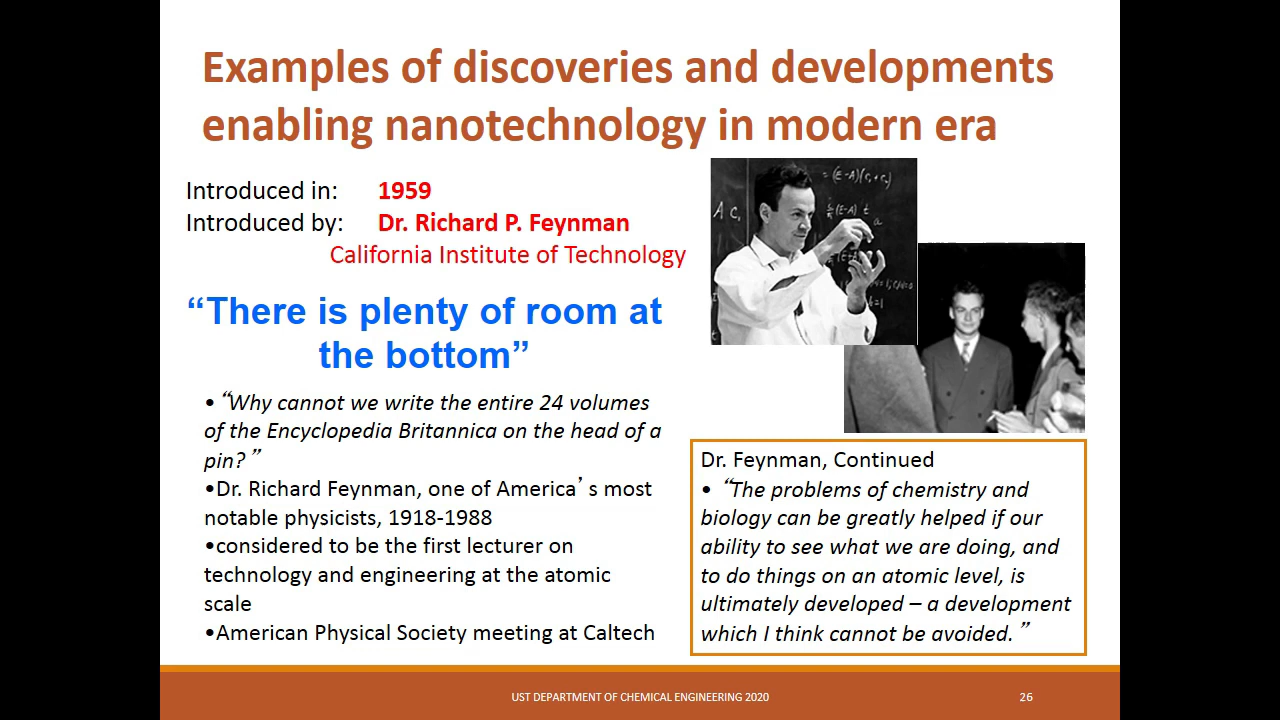 Examples of discoveries and developments
enabling nanotechnology in modern era
Introduced in: 1959
Introduced by: Dr. Richard P. Feynman
California Institute of Technology
“There is plenty of room at
the bottom”
• “Why cannot we write the entire 24 volumes
of the Encyclopedia Britannica on the head of a
pin? ”
•Dr. Richard Feynman, one of America’s most
notable physicists, 1918-1988
•considered to be the first lecturer on
technology and engineering at the atomic
scale
•American Physical Society meeting at Caltech
= (E-A)(c₁+c₂)
A c₁
Dr. Feynman, Continued
• “The problems of chemistry and
biology can be greatly helped if our
ability to see what we are doing, and
to do things on an atomic level, is
ultimately developed – a development
which I think cannot be avoided. ”
UST DEPARTMENT OF CHEMICAL ENGINEERING 2020
26